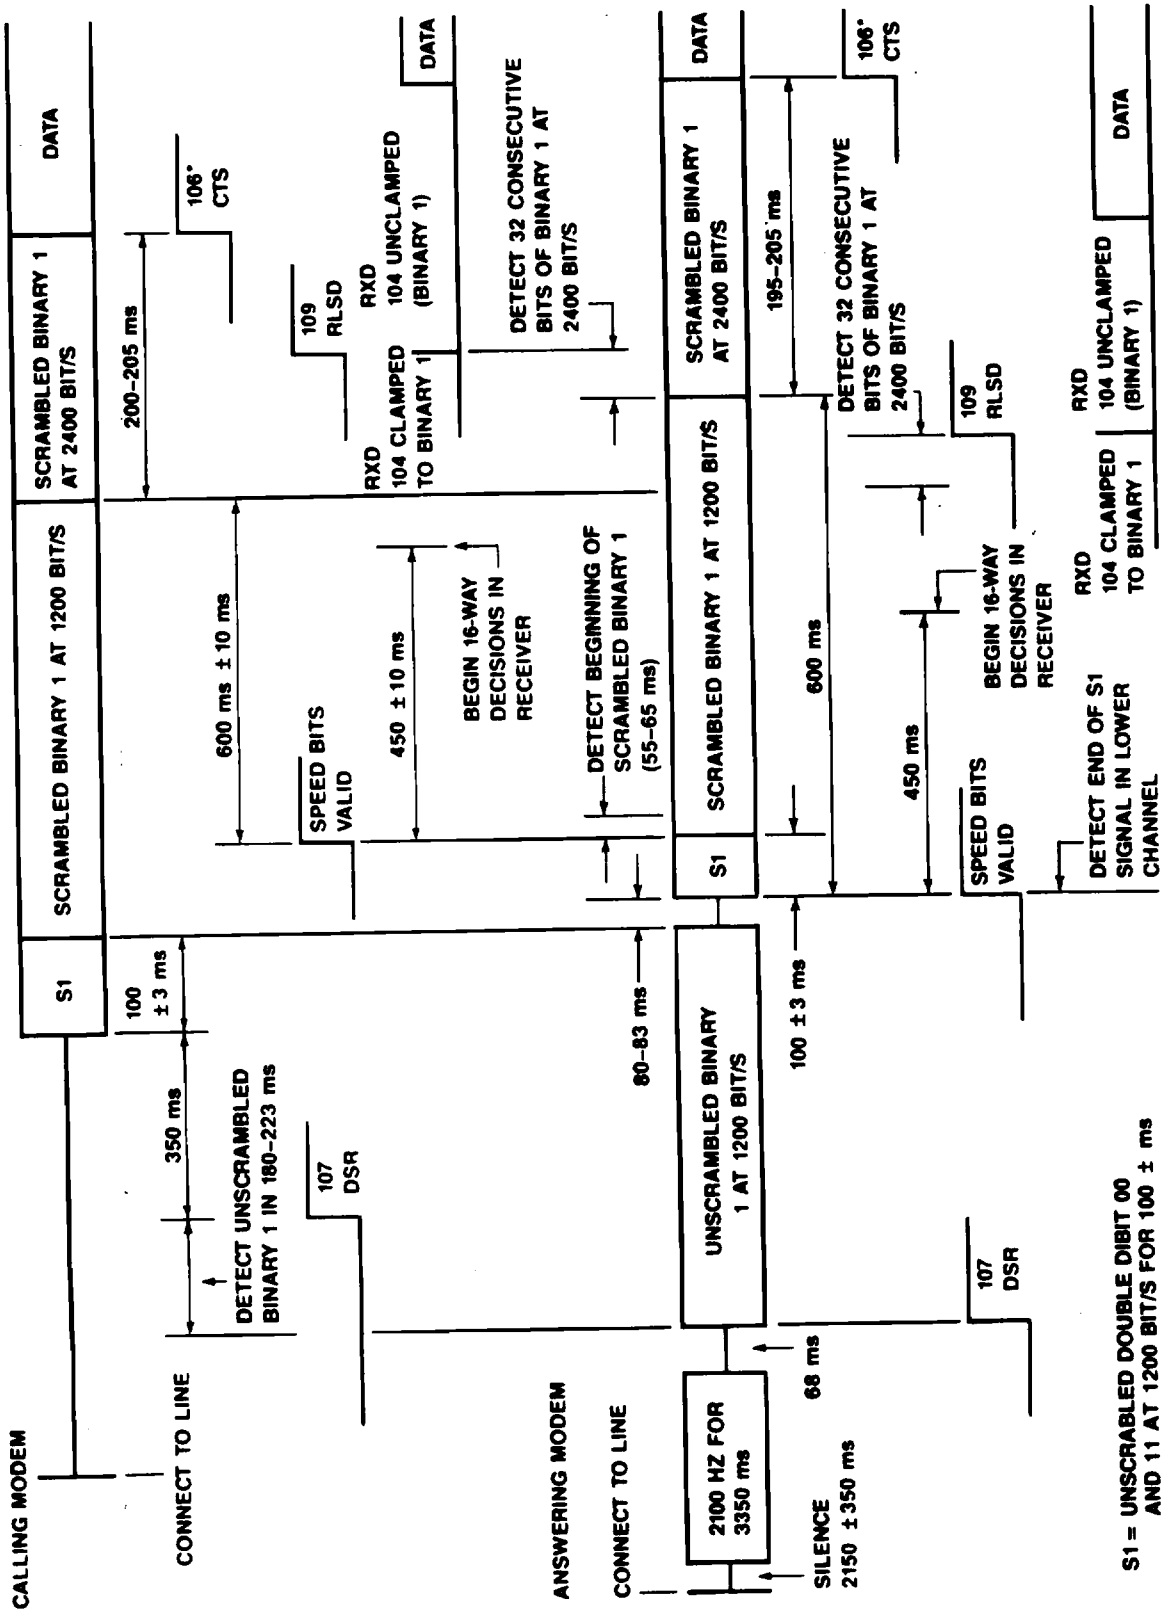 CALLING MODEM
CONNECT TO LINE
S1
SCRAMBLED BINARY 1 AT 1200 BIT/S
SCRAMBLED BINARY 1
AT 2400 BIT/S
DATA
350 ms
100
± 3 ms
600 ms ± 10 ms
200–205 ms
DETECT UNSCRAMBLED
BINARY 1 IN 180–223 ms
106*
CTS
107
DSR
SPEED BITS
VALID
109
RLSD
450 ± 10 ms
BEGIN 16-WAY
DECISIONS IN
RECEIVER
RXD
104 CLAMPED
TO BINARY 1
RXD
104 UNCLAMPED
(BINARY 1)
DATA
DETECT BEGINNING OF
SCRAMBLED BINARY 1
(55–65 ms)
DETECT 32 CONSECUTIVE
BITS OF BINARY 1 AT
2400 BIT/S
ANSWERING MODEM
CONNECT TO LINE
80–83 ms
2100 HZ FOR
3350 ms
UNSCRAMBLED BINARY
1 AT 1200 BIT/S
S1
SCRAMBLED BINARY 1 AT 1200 BIT/S
SCRAMBLED BINARY 1
AT 2400 BIT/S
DATA
SILENCE
2150 ±350 ms
68 ms
100 ± 3 ms
600 ms
195–205 ms
DETECT 32 CONSECUTIVE
BITS OF BINARY 1 AT
2400 BIT/S
106*
CTS
450 ms
107
DSR
SPEED BITS
VALID
BEGIN 16-WAY
DECISIONS IN
RECEIVER
109
RLSD
DETECT END OF S1
SIGNAL IN LOWER
CHANNEL
RXD
104 CLAMPED
TO BINARY 1
RXD
104 UNCLAMPED
(BINARY 1)
DATA
S1 = UNSCRABLED DOUBLE DIBIT 00
AND 11 AT 1200 BIT/S FOR 100 ± ms